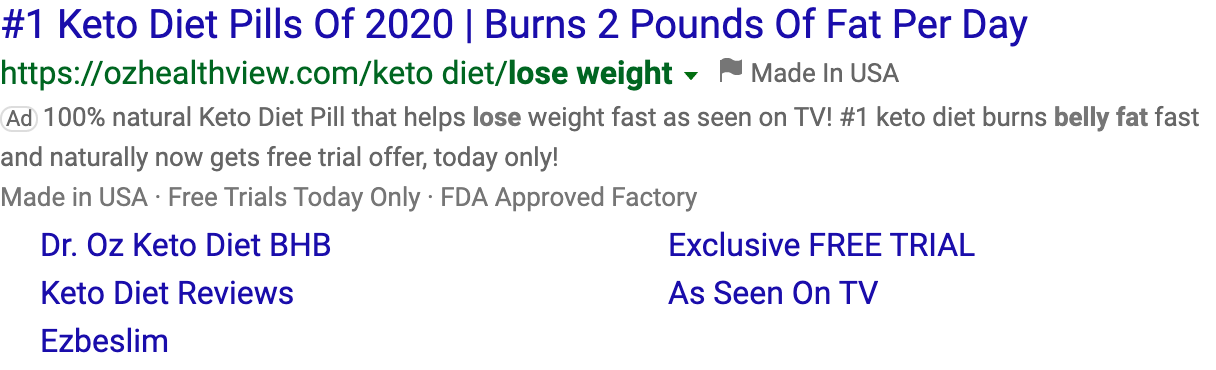 #1 Keto Diet Pills Of 2020 | Burns 2 Pounds Of Fat Per Day
https://ozhealthview.com/keto diet/lose weight Made In USA
Ad 100% natural Keto Diet Pill that helps lose weight fast as seen on TV! #1 keto diet burns belly fat fast
and naturally now gets free trial offer, today only!
Made in USA · Free Trials Today Only · FDA Approved Factory
Dr. Oz Keto Diet BHB Exclusive FREE TRIAL
Keto Diet Reviews As Seen On TV
Ezbeslim